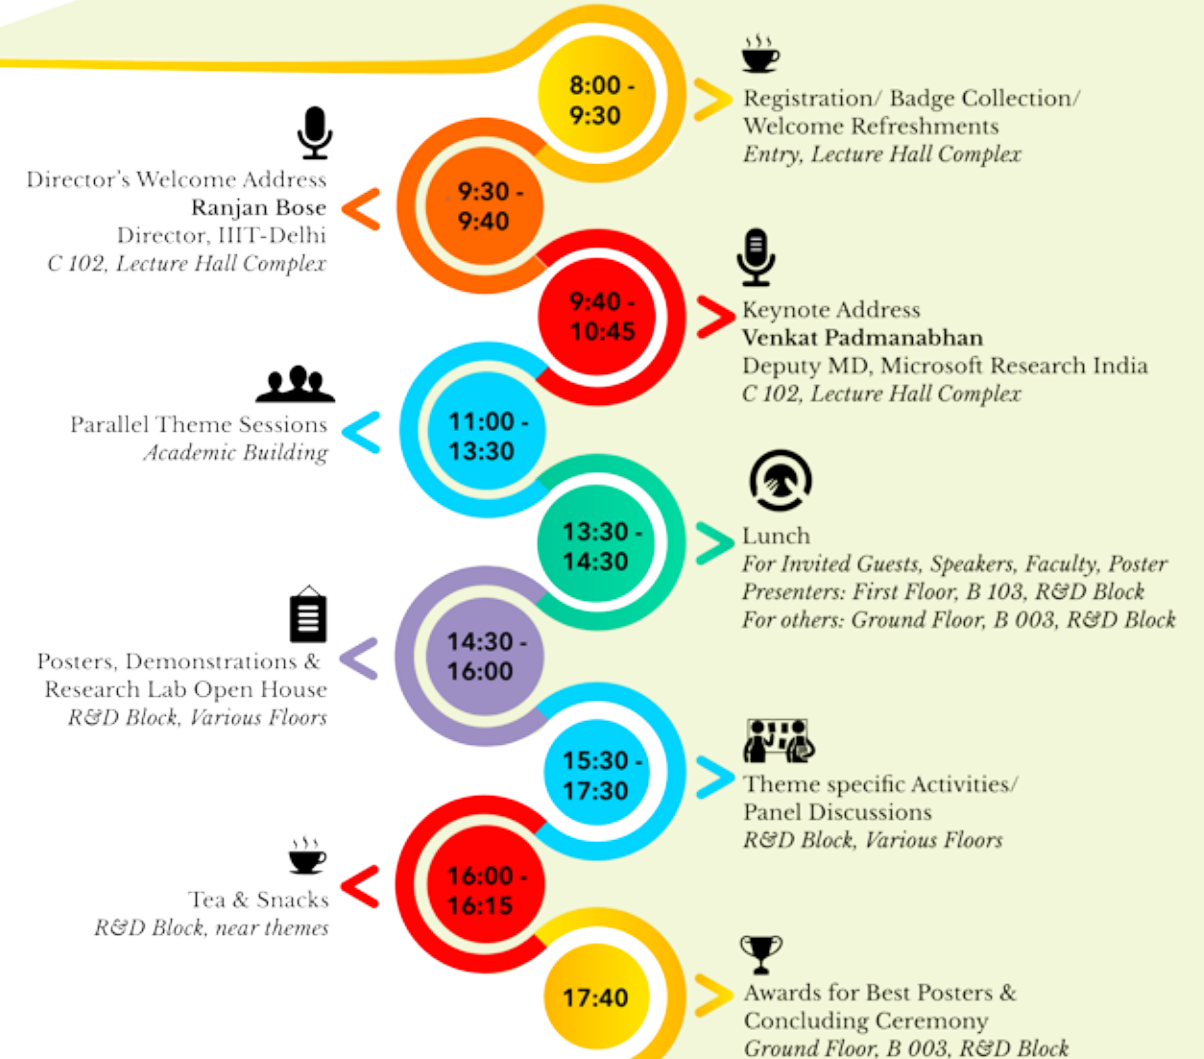 8:00 -
9:30
Registration/ Badge Collection/
Welcome Refreshments
Entry, Lecture Hall Complex
9:30 -
9:40
Director's Welcome Address
Ranjan Bose
Director, IIIT-Delhi
C 102, Lecture Hall Complex
9:40 -
10:45
Keynote Address
Venkat Padmanabhan
Deputy MD, Microsoft Research India
C 102, Lecture Hall Complex
11:00 -
13:30
Parallel Theme Sessions
Academic Building
13:30 -
14:30
Lunch
For Invited Guests, Speakers, Faculty, Poster
Presenters: First Floor, B 103, R&D Block
For others: Ground Floor, B 003, R&D Block
14:30 -
16:00
Posters, Demonstrations &
Research Lab Open House
R&D Block, Various Floors
15:30 -
17:30
Theme specific Activities/
Panel Discussions
R&D Block, Various Floors
16:00 -
16:15
Tea & Snacks
R&D Block, near themes
17:40
Awards for Best Posters &
Concluding Ceremony
Ground Floor, B 003, R&D Block